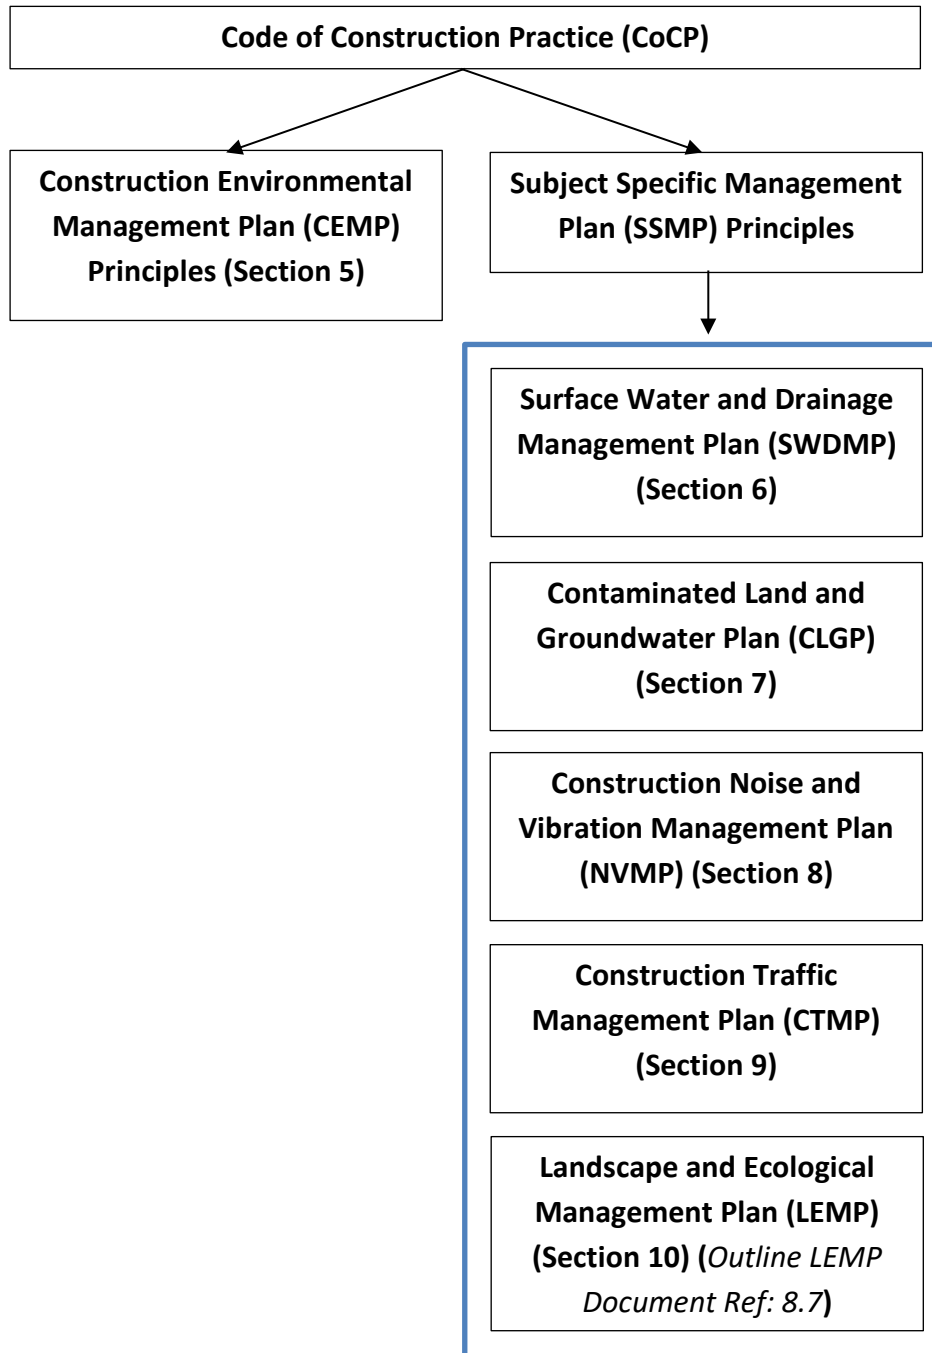 Code of Construction Practice (CoCP)
Construction Environmental
Management Plan (CEMP)
Principles (Section 5)
Subject Specific Management
Plan (SSMP) Principles
Surface Water and Drainage
Management Plan (SWDMP)
(Section 6)
Contaminated Land and
Groundwater Plan (CLGP)
(Section 7)
Construction Noise and
Vibration Management Plan
(NVMP) (Section 8)
Construction Traffic
Management Plan (CTMP)
(Section 9)
Landscape and Ecological
Management Plan (LEMP)
(Section 10) (Outline LEMP
Document Ref: 8.7)